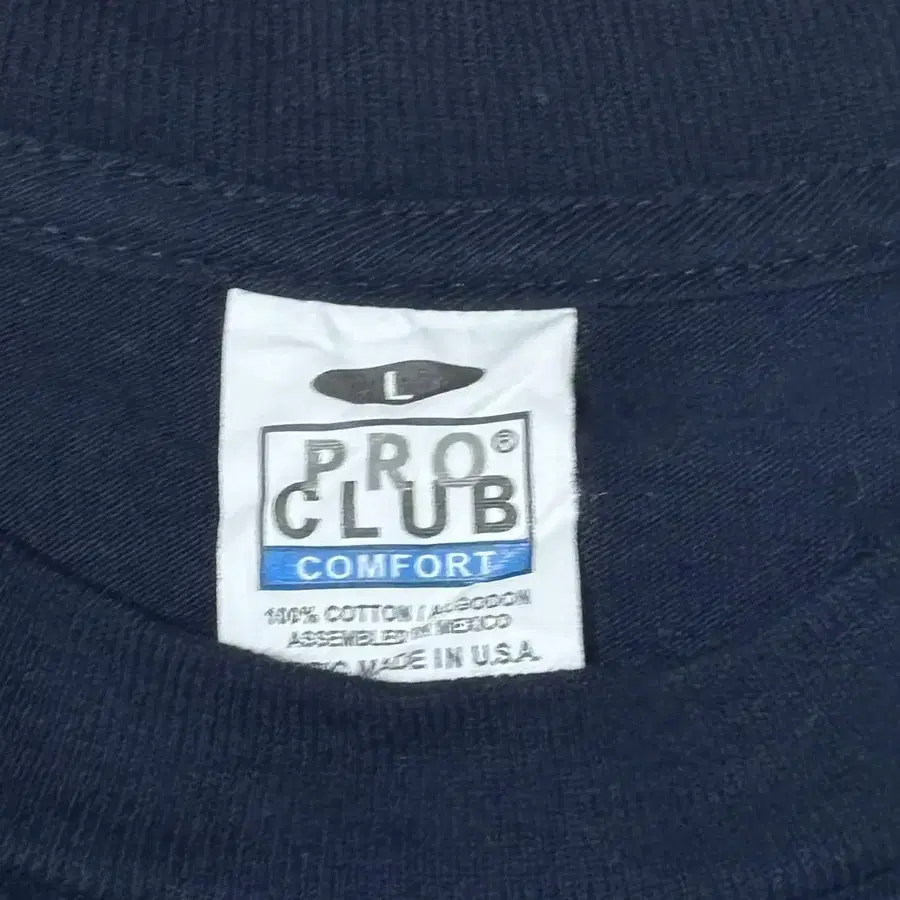 L
PRO®
CLUB
COMFORT
100% COTTON / ALGODON
ASSEMBLED IN MEXICO
MADE IN U.S.A.